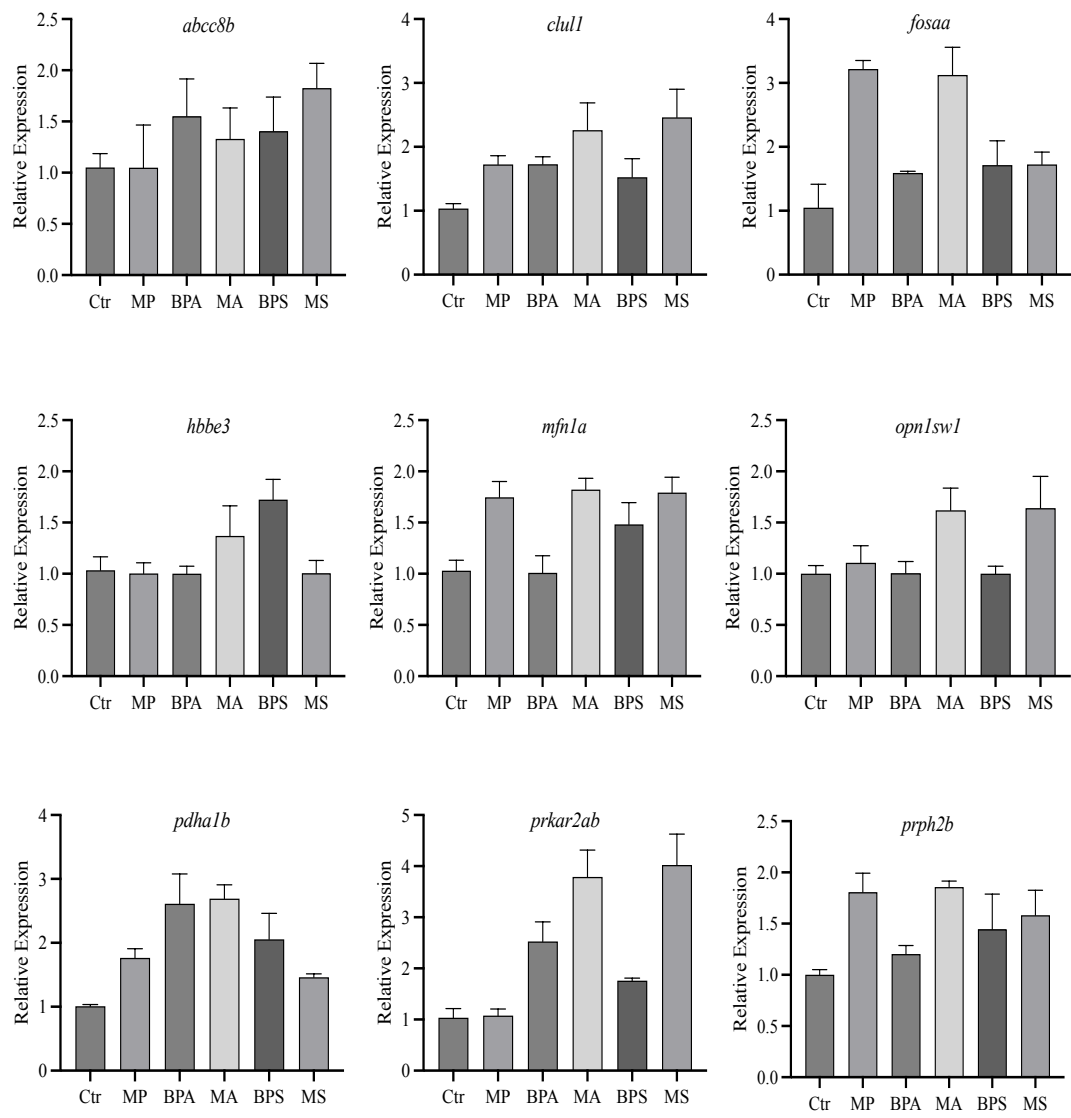 abcc8b
Relative Expression
2.5
2.0
1.5
1.0
0.5
0.0
Ctr MP BPA MA BPS MS
clul1
Relative Expression
4
3
2
1
0
Ctr MP BPA MA BPS MS
fosaa
Relative Expression
4
3
2
1
0
Ctr MP BPA MA BPS MS
hbbe3
Relative Expression
2.5
2.0
1.5
1.0
0.5
0.0
Ctr MP BPA MA BPS MS
mfn1a
Relative Expression
2.5
2.0
1.5
1.0
0.5
0.0
Ctr MP BPA MA BPS MS
opn1sw1
Relative Expression
2.5
2.0
1.5
1.0
0.5
0.0
Ctr MP BPA MA BPS MS
pdha1b
Relative Expression
4
3
2
1
0
Ctr MP BPA MA BPS MS
prkar2ab
Relative Expression
5
4
3
2
1
0
Ctr MP BPA MA BPS MS
prph2b
Relative Expression
2.5
2.0
1.5
1.0
0.5
0.0
Ctr MP BPA MA BPS MS